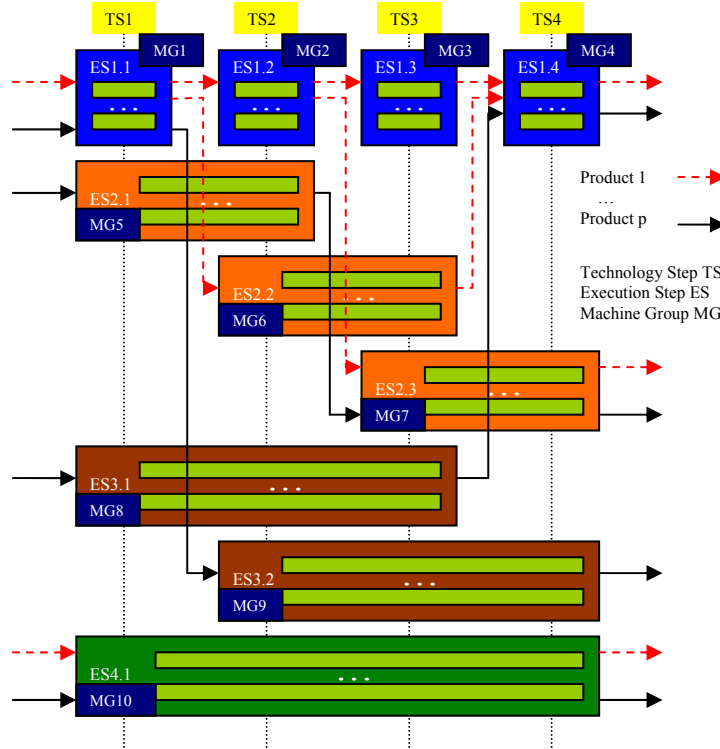 TS1
TS2
TS3
TS4
MG1
MG2
MG3
MG4
ES1.1
ES1.2
ES1.3
ES1.4
. . .
. . .
. . .
. . .
ES2.1
. . .
MG5
Product 1
...
Product p
ES2.2
. . .
MG6
Technology Step TS
Execution Step ES
Machine Group MG
ES2.3
. . .
MG7
ES3.1
. . .
MG8
ES3.2
. . .
MG9
ES4.1
. . .
MG10